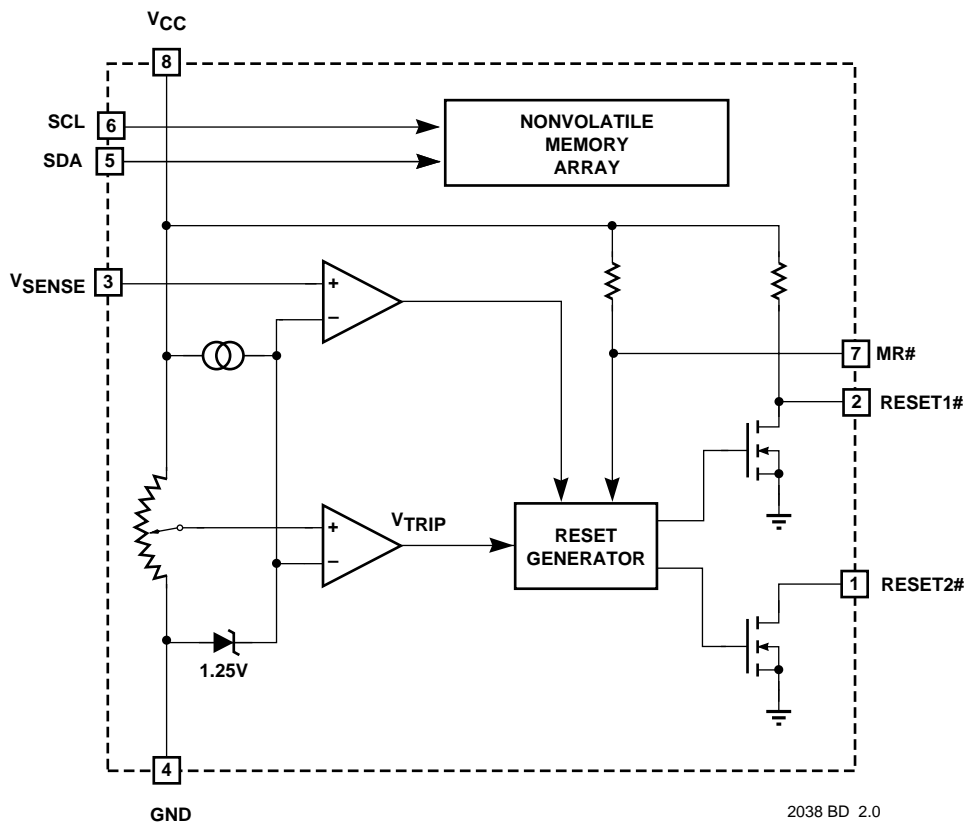 VCC
8
SCL
6
NONVOLATILE
MEMORY
ARRAY
SDA
5
VSENSE
3
+
–
7
MR#
2
RESET1#
VTRIP
+
–
RESET
GENERATOR
1
RESET2#
1.25V
4
GND
2038 BD 2.0